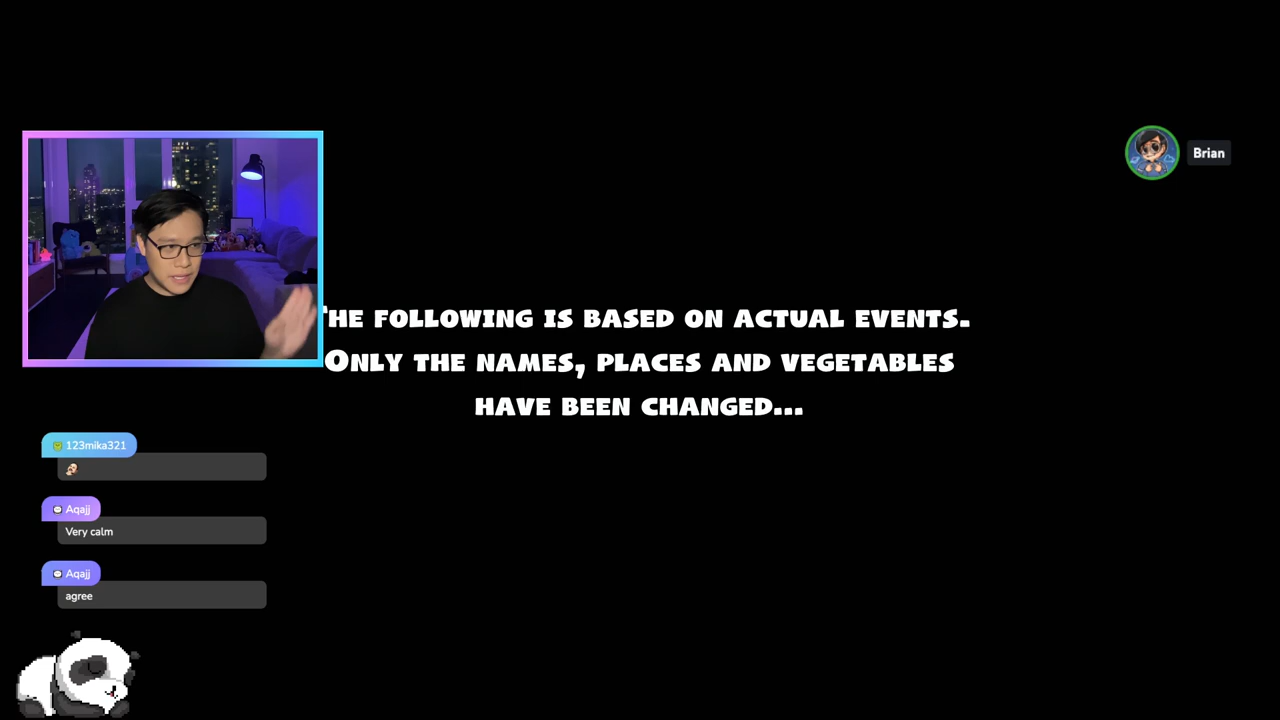 Brian
The following is based on actual events.
Only the names, places and vegetables
have been changed...
123mika321
Aqajj
Very calm
Aqajj
agree